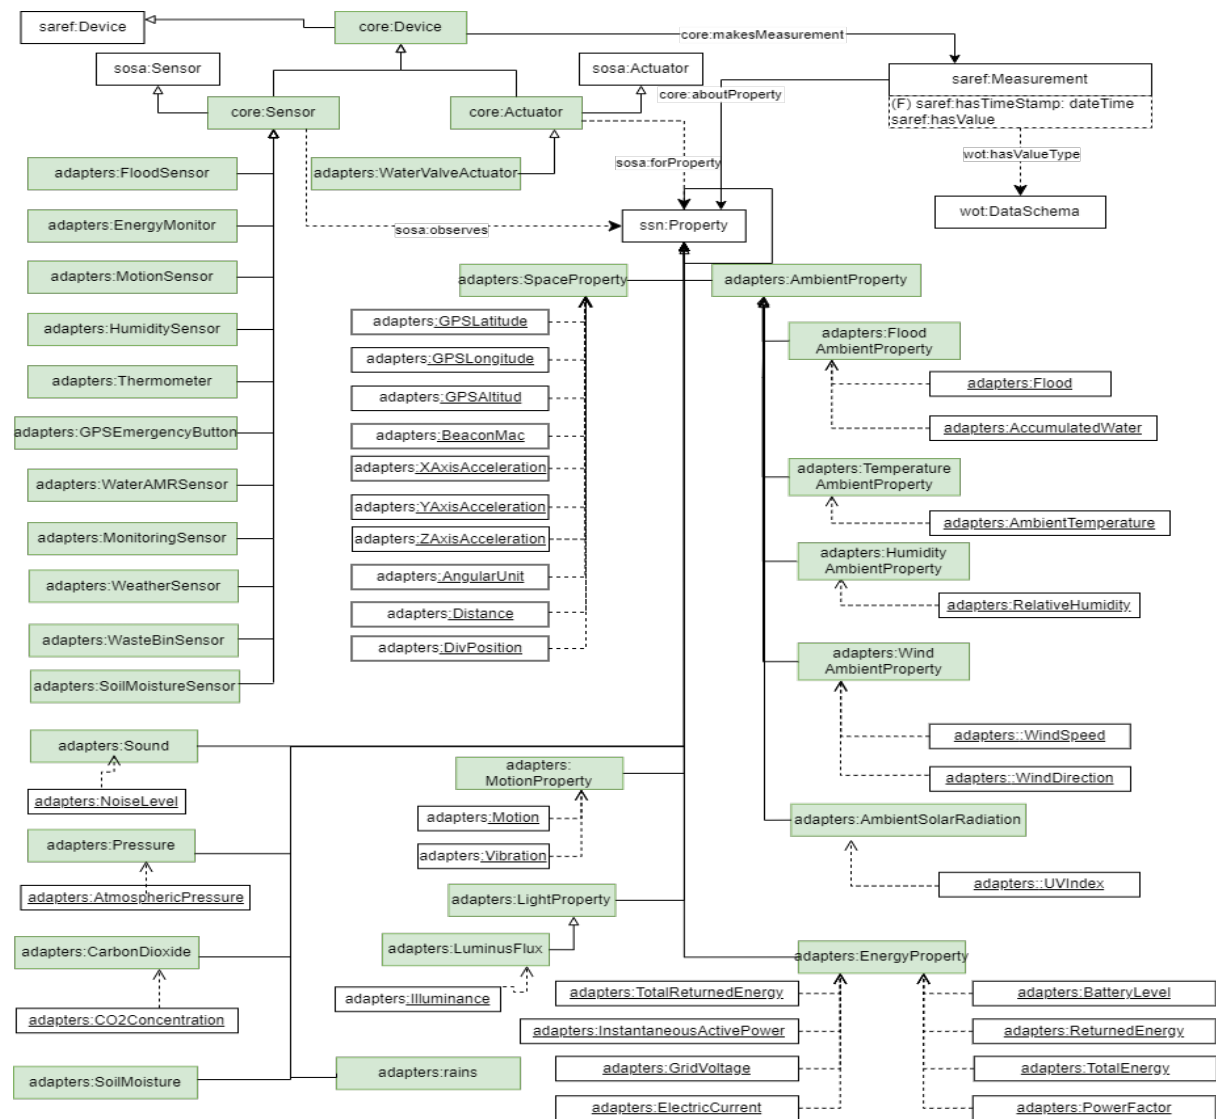 saref:Device
core:Device
core:makesMeasurement
sosa:Sensor
sosa:Actuator
saref:Measurement
core:aboutProperty
(F) saref:hasTimeStamp: dateTime
saref:hasValue
core:Sensor
core:Actuator
wot:hasValueType
sosa:forProperty
adapters:FloodSensor
adapters:WaterValveActuator
adapters:EnergyMonitor
sosa:observes
ssn:Property
wot:DataSchema
adapters:MotionSensor
adapters:SpaceProperty
adapters:AmbientProperty
adapters:HumiditySensor
adapters:Thermometer
adapters:GPSEmergencyButton
adapters:WaterAMRSensor
adapters:MonitoringSensor
adapters:WeatherSensor
adapters:WasteBinSensor
adapters:SoilMoistureSensor
adapters:GPSLatitude
adapters:GPSLongitude
adapters:GPSAltitud
adapters:BeaconMac
adapters:XAxisAcceleration
adapters:YAxisAcceleration
adapters:ZAxisAcceleration
adapters:AngularUnit
adapters:Distance
adapters:DivPosition
adapters:Flood
AmbientProperty
adapters:Flood
adapters:AccumulatedWater
adapters:Temperature
AmbientProperty
adapters:AmbientTemperature
adapters:Humidity
AmbientProperty
adapters:RelativeHumidity
adapters:Wind
AmbientProperty
adapters::WindSpeed
adapters::WindDirection
adapters:AmbientSolarRadiation
adapters::UVIndex
adapters:Sound
adapters:NoiseLevel
adapters:Pressure
adapters:AtmosphericPressure
adapters:CarbonDioxide
adapters:CO2Concentration
adapters:SoilMoisture
adapters:
MotionProperty
adapters:Motion
adapters:Vibration
adapters:LightProperty
adapters:LuminusFlux
adapters:Illuminance
adapters:rains
adapters:EnergyProperty
adapters:TotalReturnedEnergy
adapters:BatteryLevel
adapters:InstantaneousActivePower
adapters:ReturnedEnergy
adapters:GridVoltage
adapters:TotalEnergy
adapters:ElectricCurrent
adapters:PowerFactor